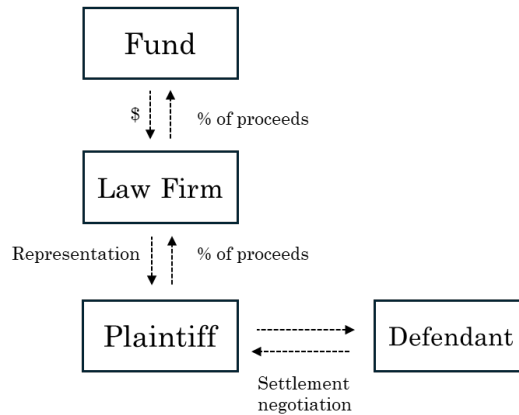 Fund
$
% of proceeds
Law Firm
Representation
% of proceeds
Plaintiff
Defendant
Settlement
negotiation